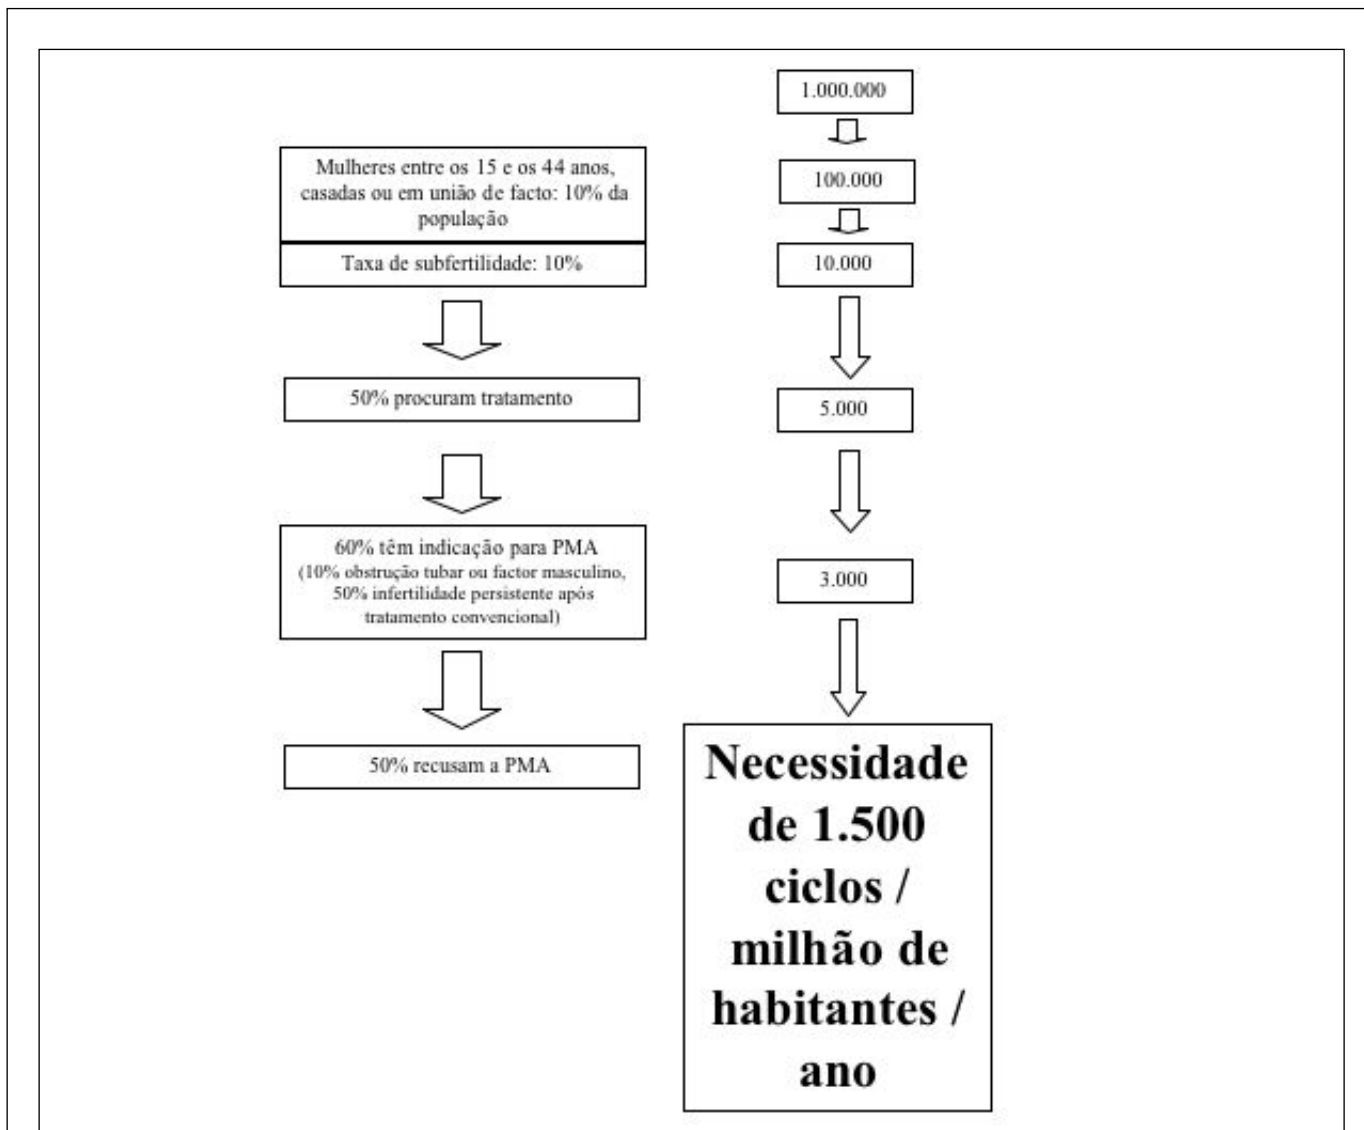 1.000.000
Mulheres entre os 15 e os 44 anos,
casadas ou em união de facto: 10% da
população
100.000
Taxa de subfertilidade: 10%
10.000
50% procuram tratamento
5.000
60% têm indicação para PMA
(10% obstrução tubar ou factor masculino,
50% infertilidade persistente após
tratamento convencional)
3.000
50% recusam a PMA
Necessidade
de 1.500
ciclos /
milhão de
habitantes /
ano